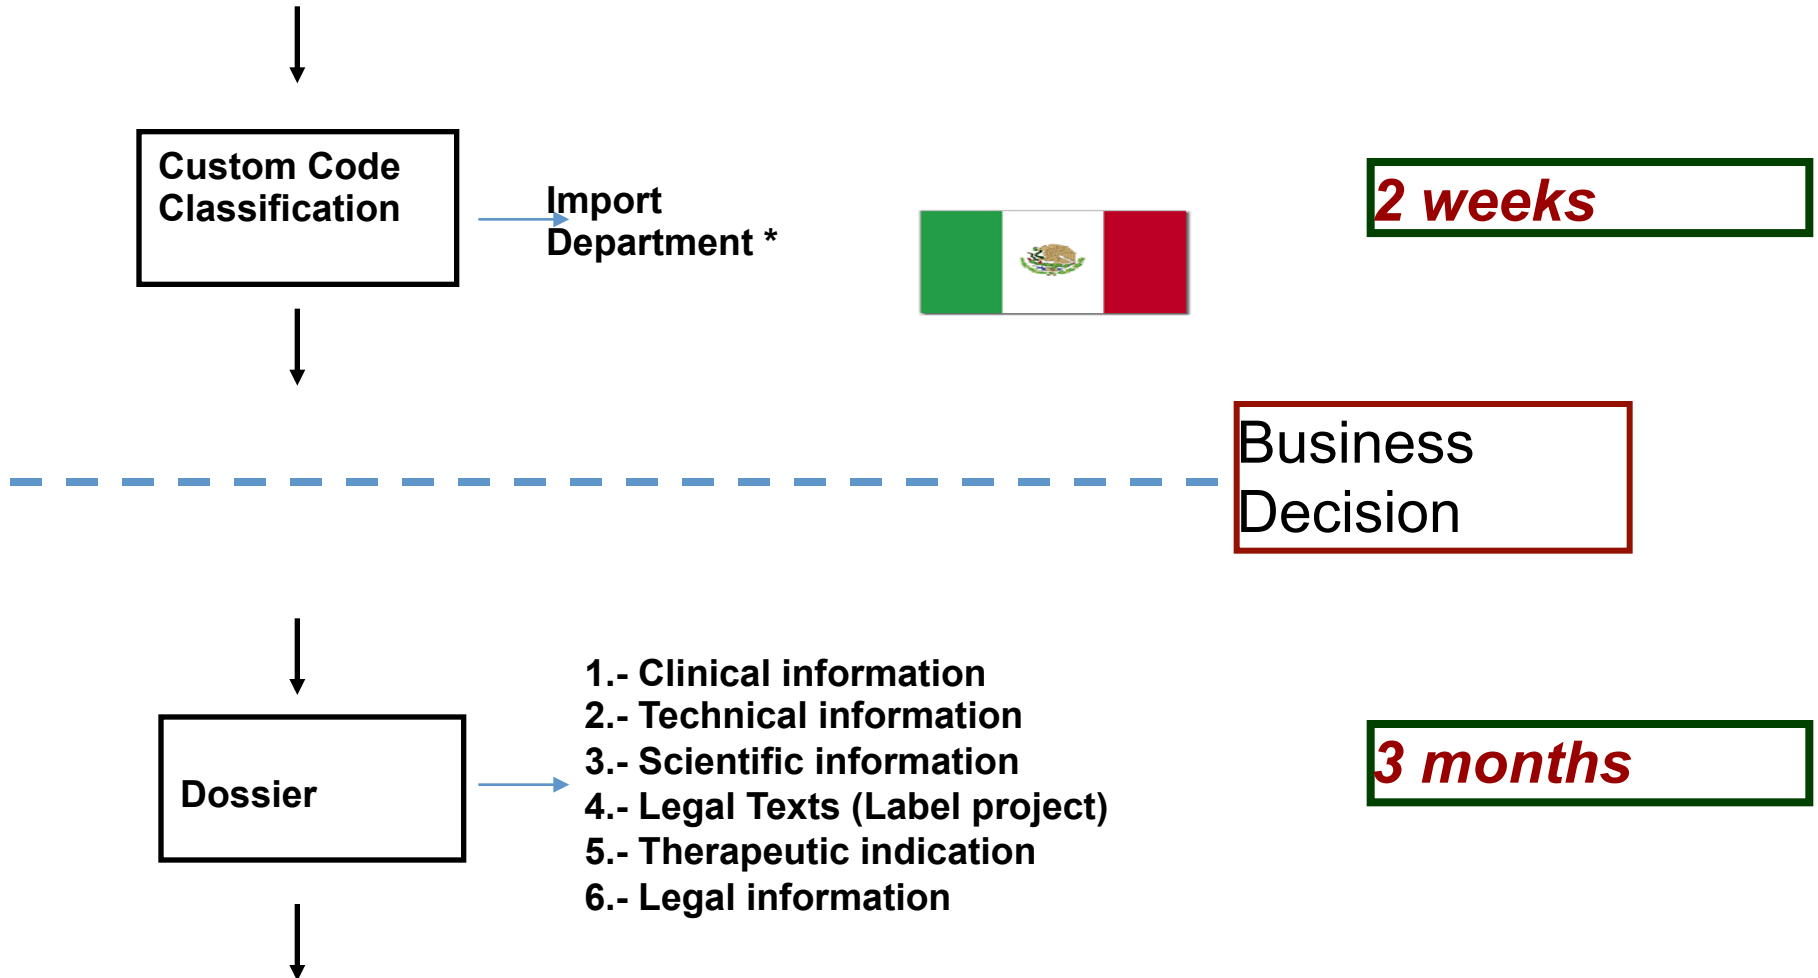 Custom Code
Classification
Import
Department *
2 weeks
Business
Decision
Dossier
1.- Clinical information
2.- Technical information
3.- Scientific information
4.- Legal Texts (Label project)
5.- Therapeutic indication
6.- Legal information
3 months